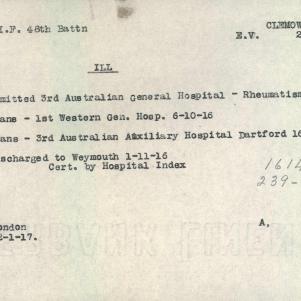 I.F. 46th Battn CLEMOW
E.V. 2
ILL
mitted 3rd Australian general Hospital - Rheumatism
ans - 1st Western Gen. Hosp. 6-10-16
ans - 3rd Australian Auxiliary Hospital Dartford 16
scharged to Weymouth 1-11-16
Cert. by Hospital Index
1614
239-
ondon A,
2-1-17.